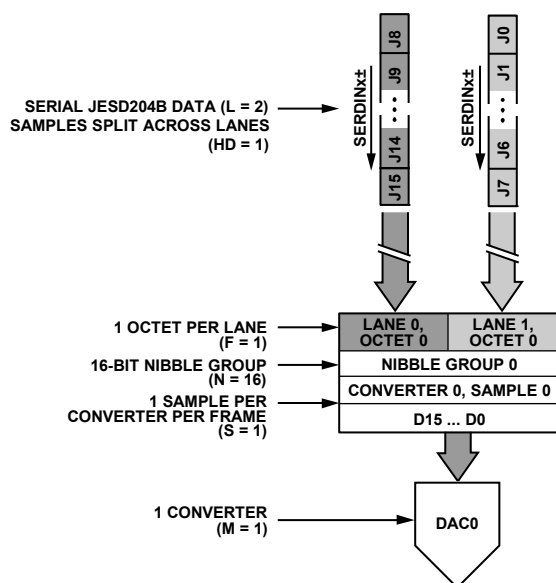 J8
J9
...
J14
J15
SERDINx±
J0
J1
...
J6
J7
SERDINx±
SERIAL JESD204B DATA (L = 2)
SAMPLES SPLIT ACROSS LANES
(HD = 1)
1 OCTET PER LANE
(F = 1)
LANE 0,
OCTET 0
LANE 1,
OCTET 0
16-BIT NIBBLE GROUP
(N = 16)
NIBBLE GROUP 0
1 SAMPLE PER
CONVERTER PER FRAME
(S = 1)
CONVERTER 0, SAMPLE 0
D15 ... D0
1 CONVERTER
(M = 1)
DAC0